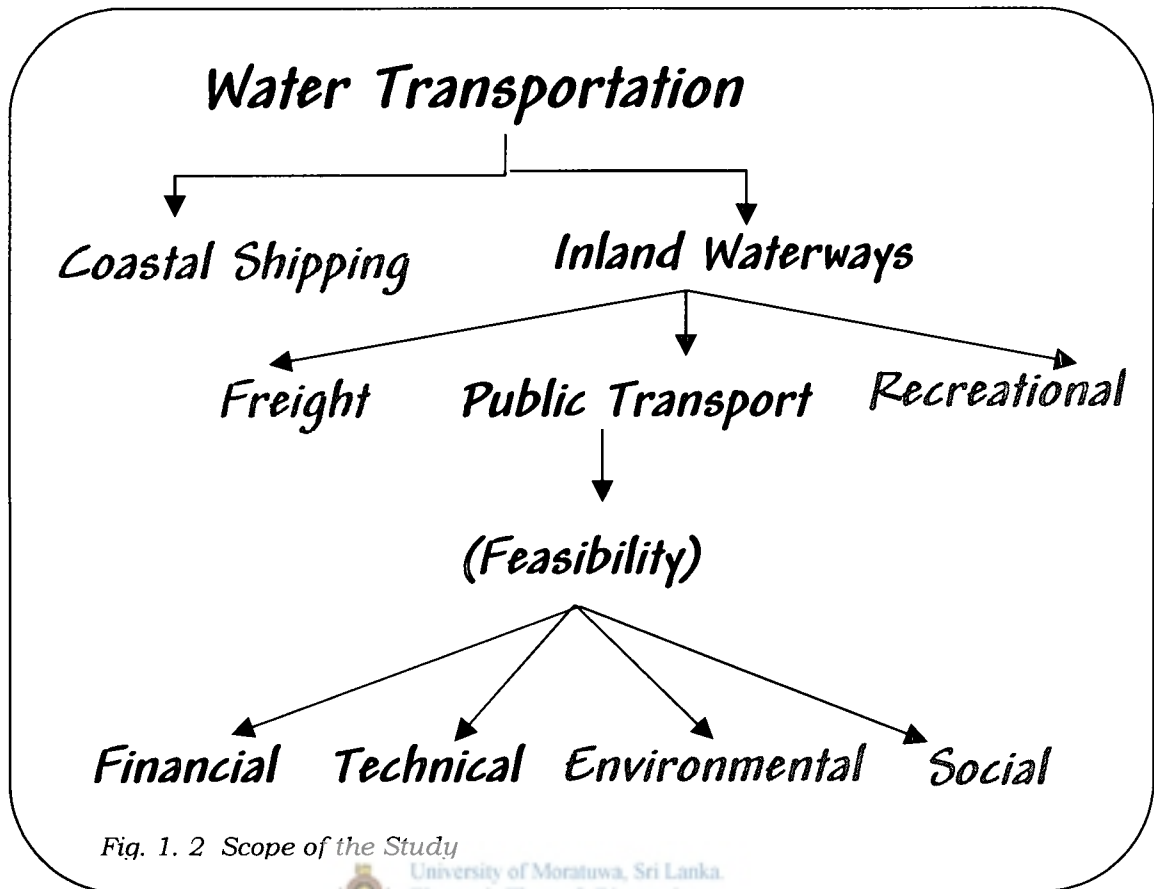 Water Transportation
Coastal Shipping Inland Waterways
Freight Public Transport Recreational
(Feasibility)
Financial Technical Environmental Social
Fig. 1. 2 Scope of the Study
University of Moratuwa, Sri Lanka.